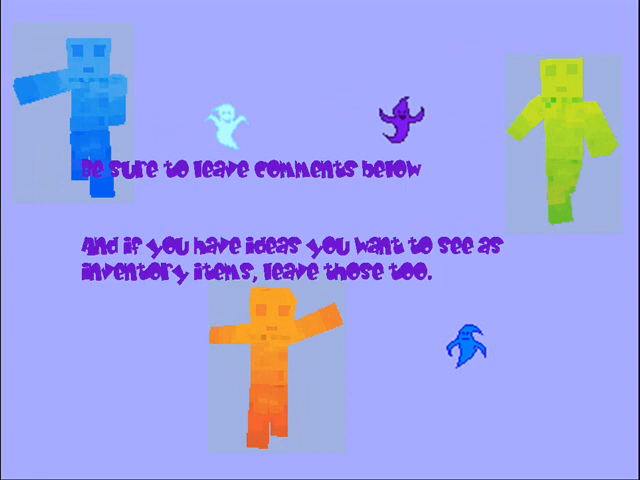 Be sure to leave comments below
And if you have ideas you want to see as
inventory items, leave those too.